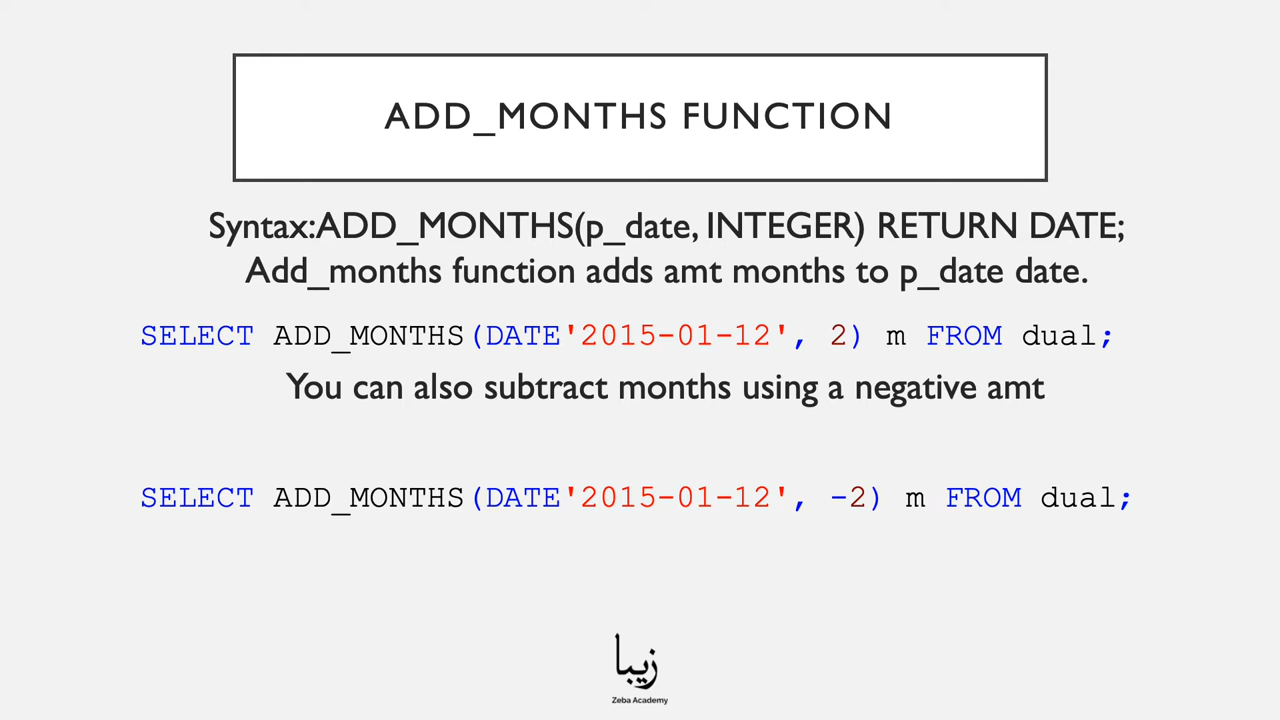 ADD_MONTHS FUNCTION
Syntax:ADD_MONTHS(p_date, INTEGER) RETURN DATE;
Add_months function adds amt months to p_date date.
SELECT ADD_MONTHS(DATE'2015-01-12', 2) m FROM dual;
You can also subtract months using a negative amt
SELECT ADD_MONTHS(DATE'2015-01-12', -2) m FROM dual;
زيبا
Zeba Academy